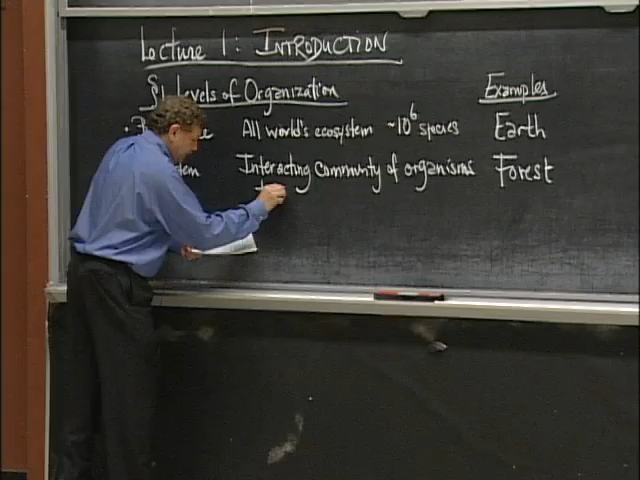 Lecture 1: INTRODUCTION
§1 Levels of Organization
Examples
All world's ecosystem ~10⁶ species Earth
Interacting Community of organisms Forest